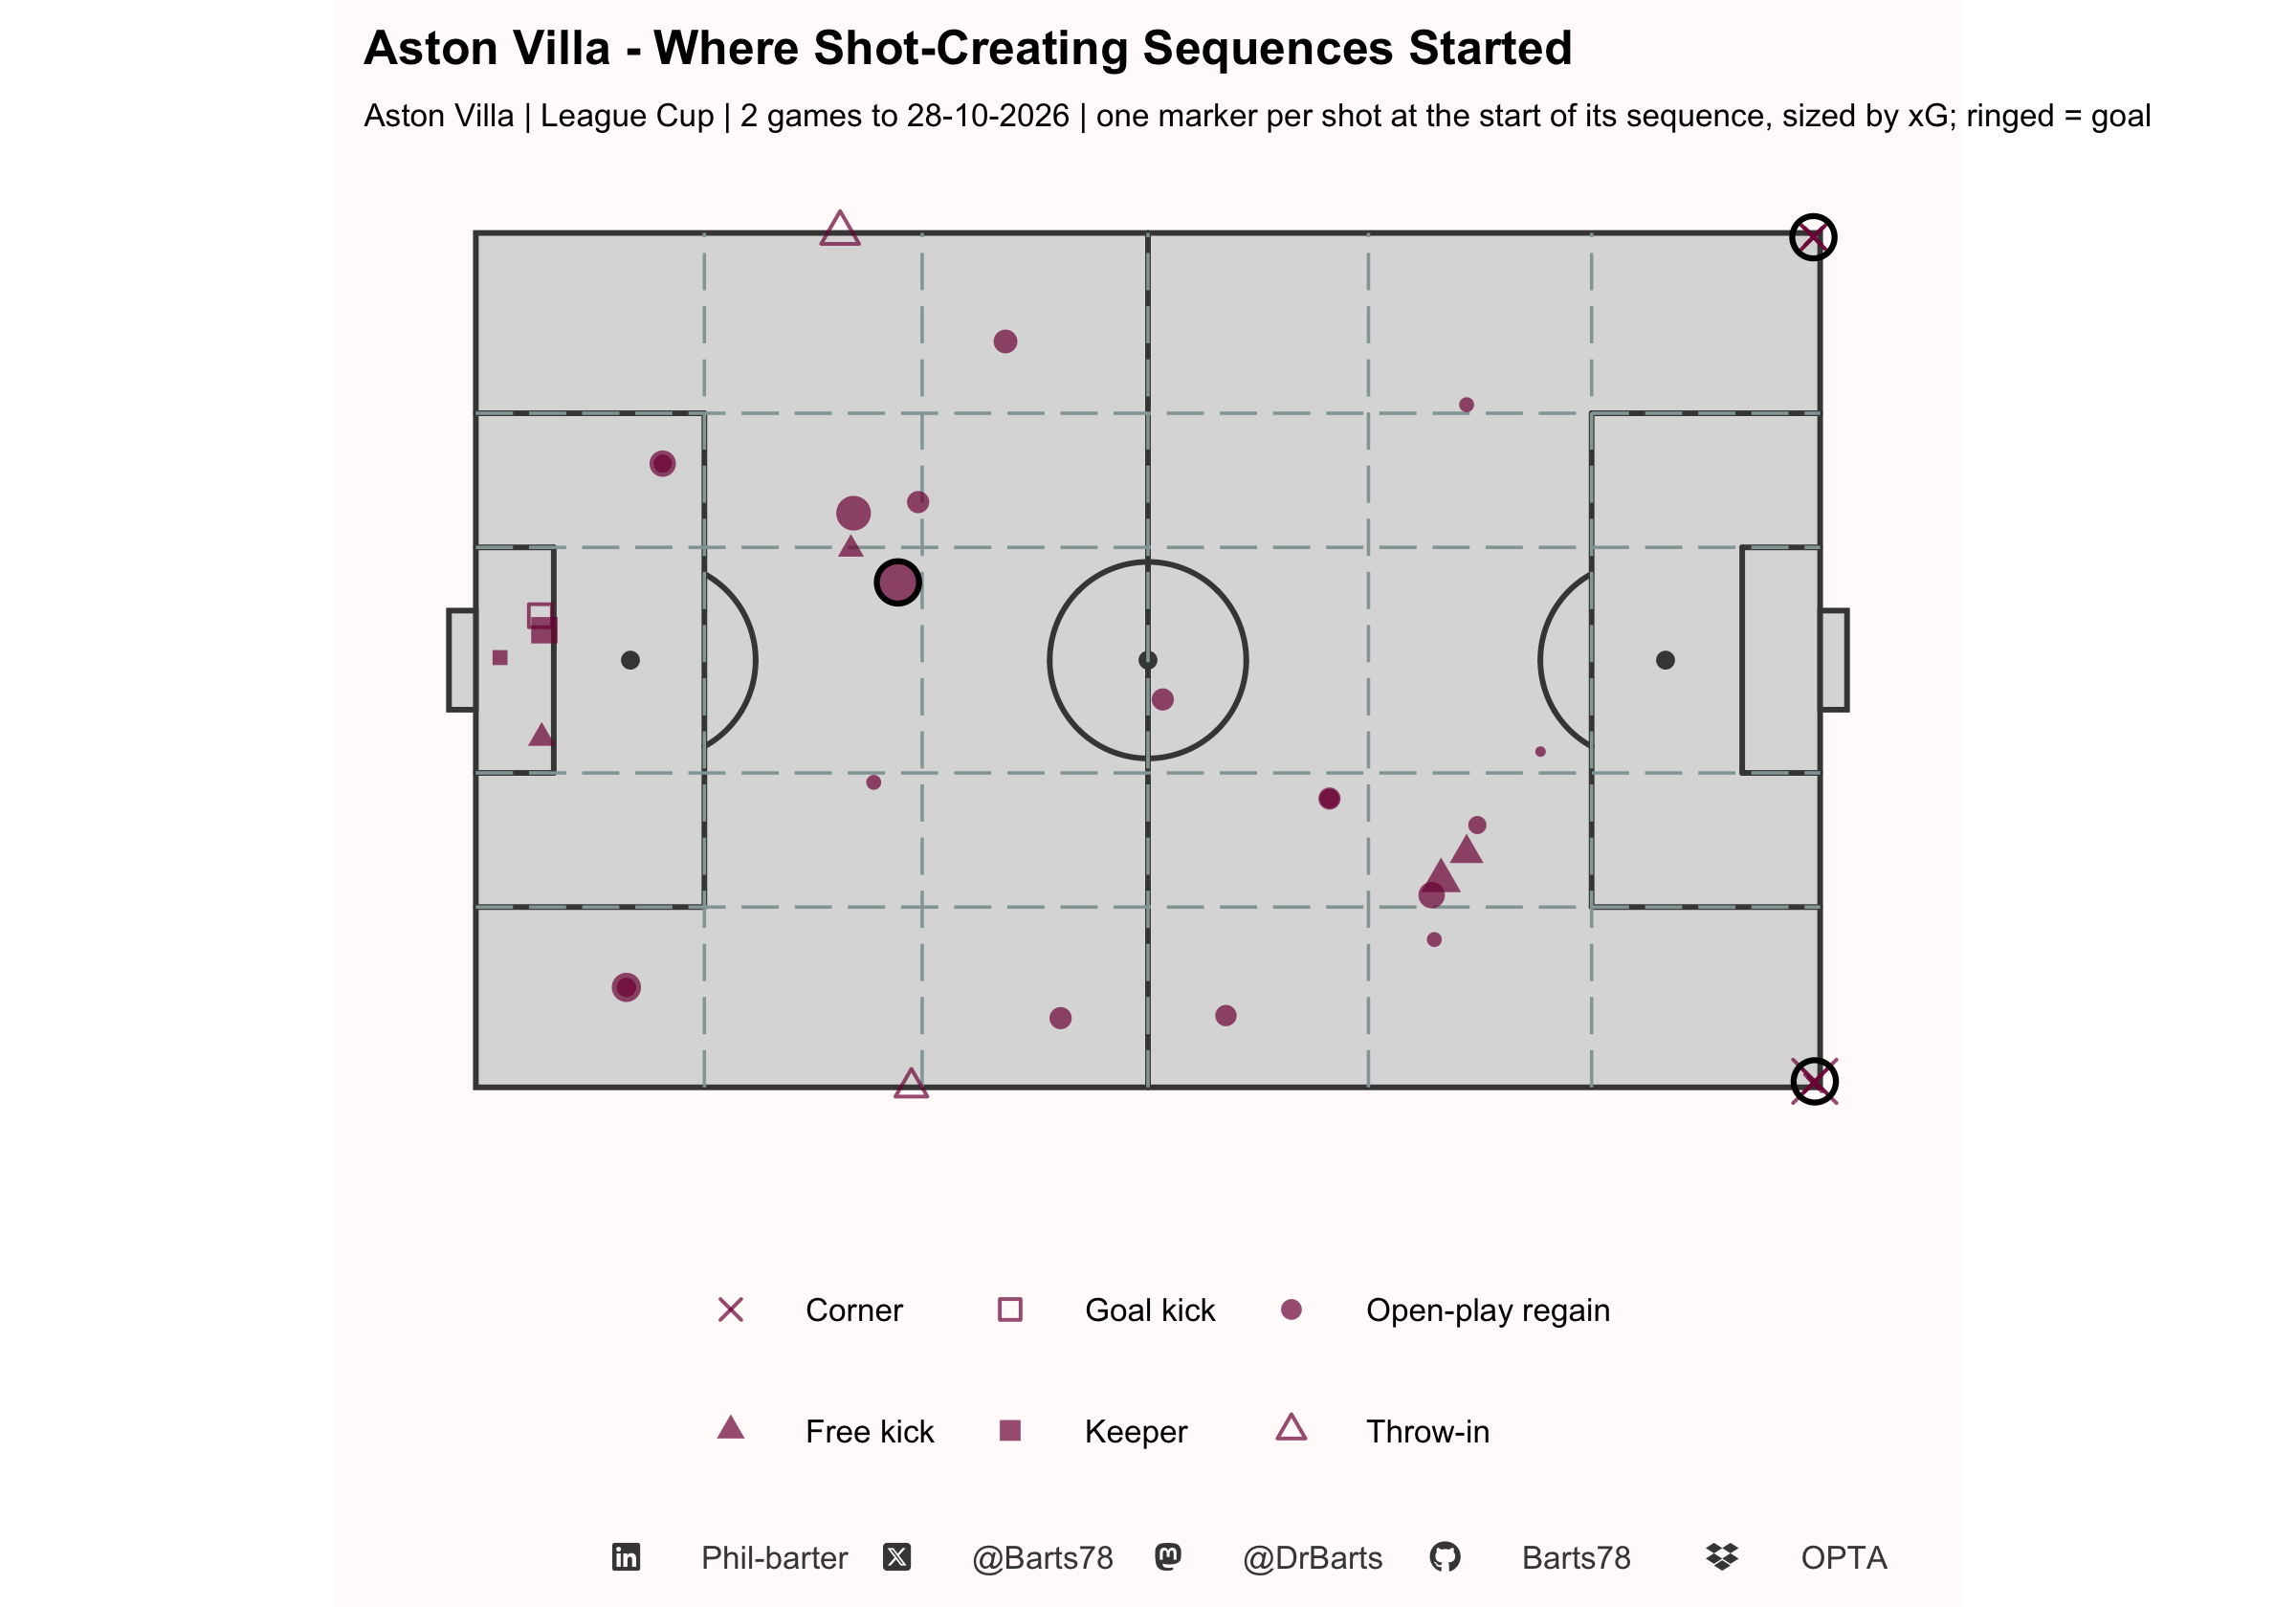 Aston Villa - Where Shot-Creating Sequences Started
Aston Villa | League Cup | 2 games to 28-10-2026 | one marker per shot at the start of its sequence, sized by xG; ringed = goal
Corner Goal kick Open-play regain
Free kick Keeper Throw-in
Phil-barter @Barts78 @DrBarts Barts78 OPTA